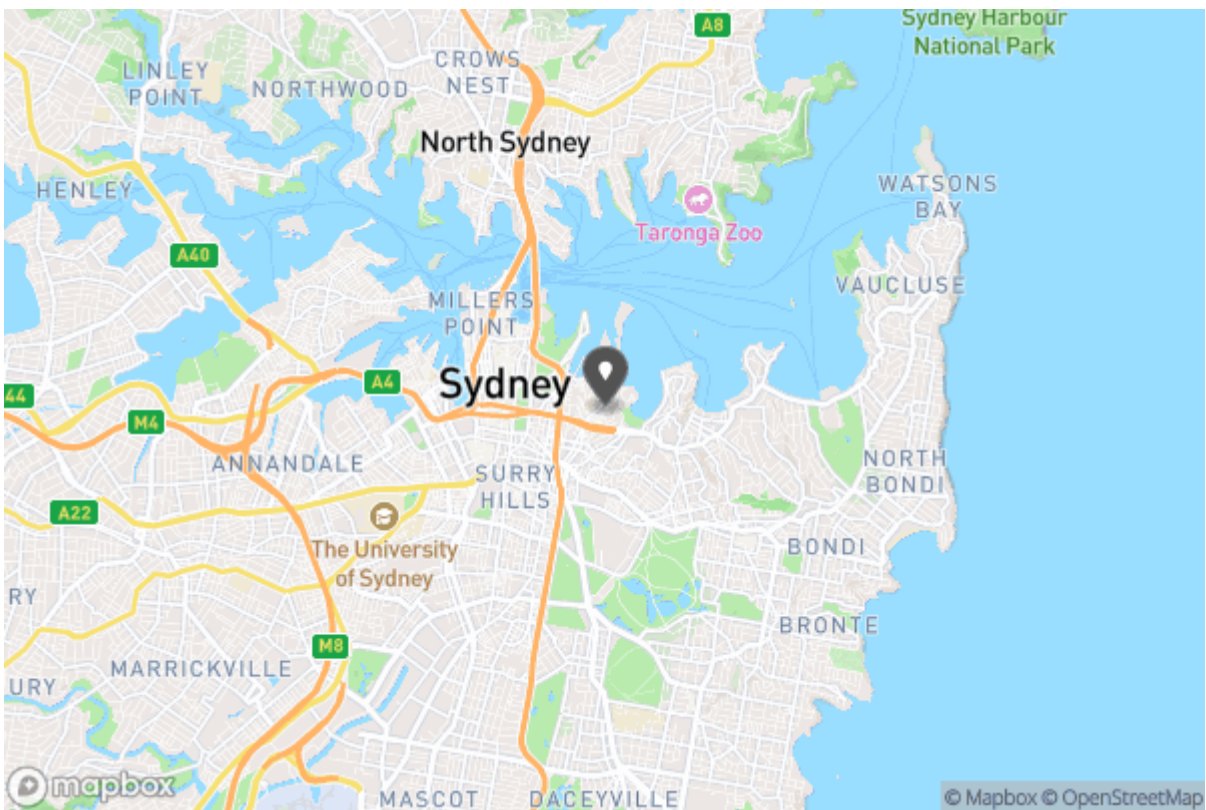 Sydney Harbour
National Park
A8
CROWS
NEST
LINLEY
POINT
NORTHWOOD
North Sydney
HENLEY
WATSONS
BAY
Taronga Zoo
A40
VAUCLUSE
MILLERS
POINT
A4
Sydney
44
M4
ANNANDALE
SURRY
HILLS
NORTH
BONDI
A22
The University
of Sydney
BONDI
RY
BRONTE
M8
MARRICKVILLE
URY
mapbox
MASCOT
DACEYVILLE
© Mapbox © OpenStreetMap